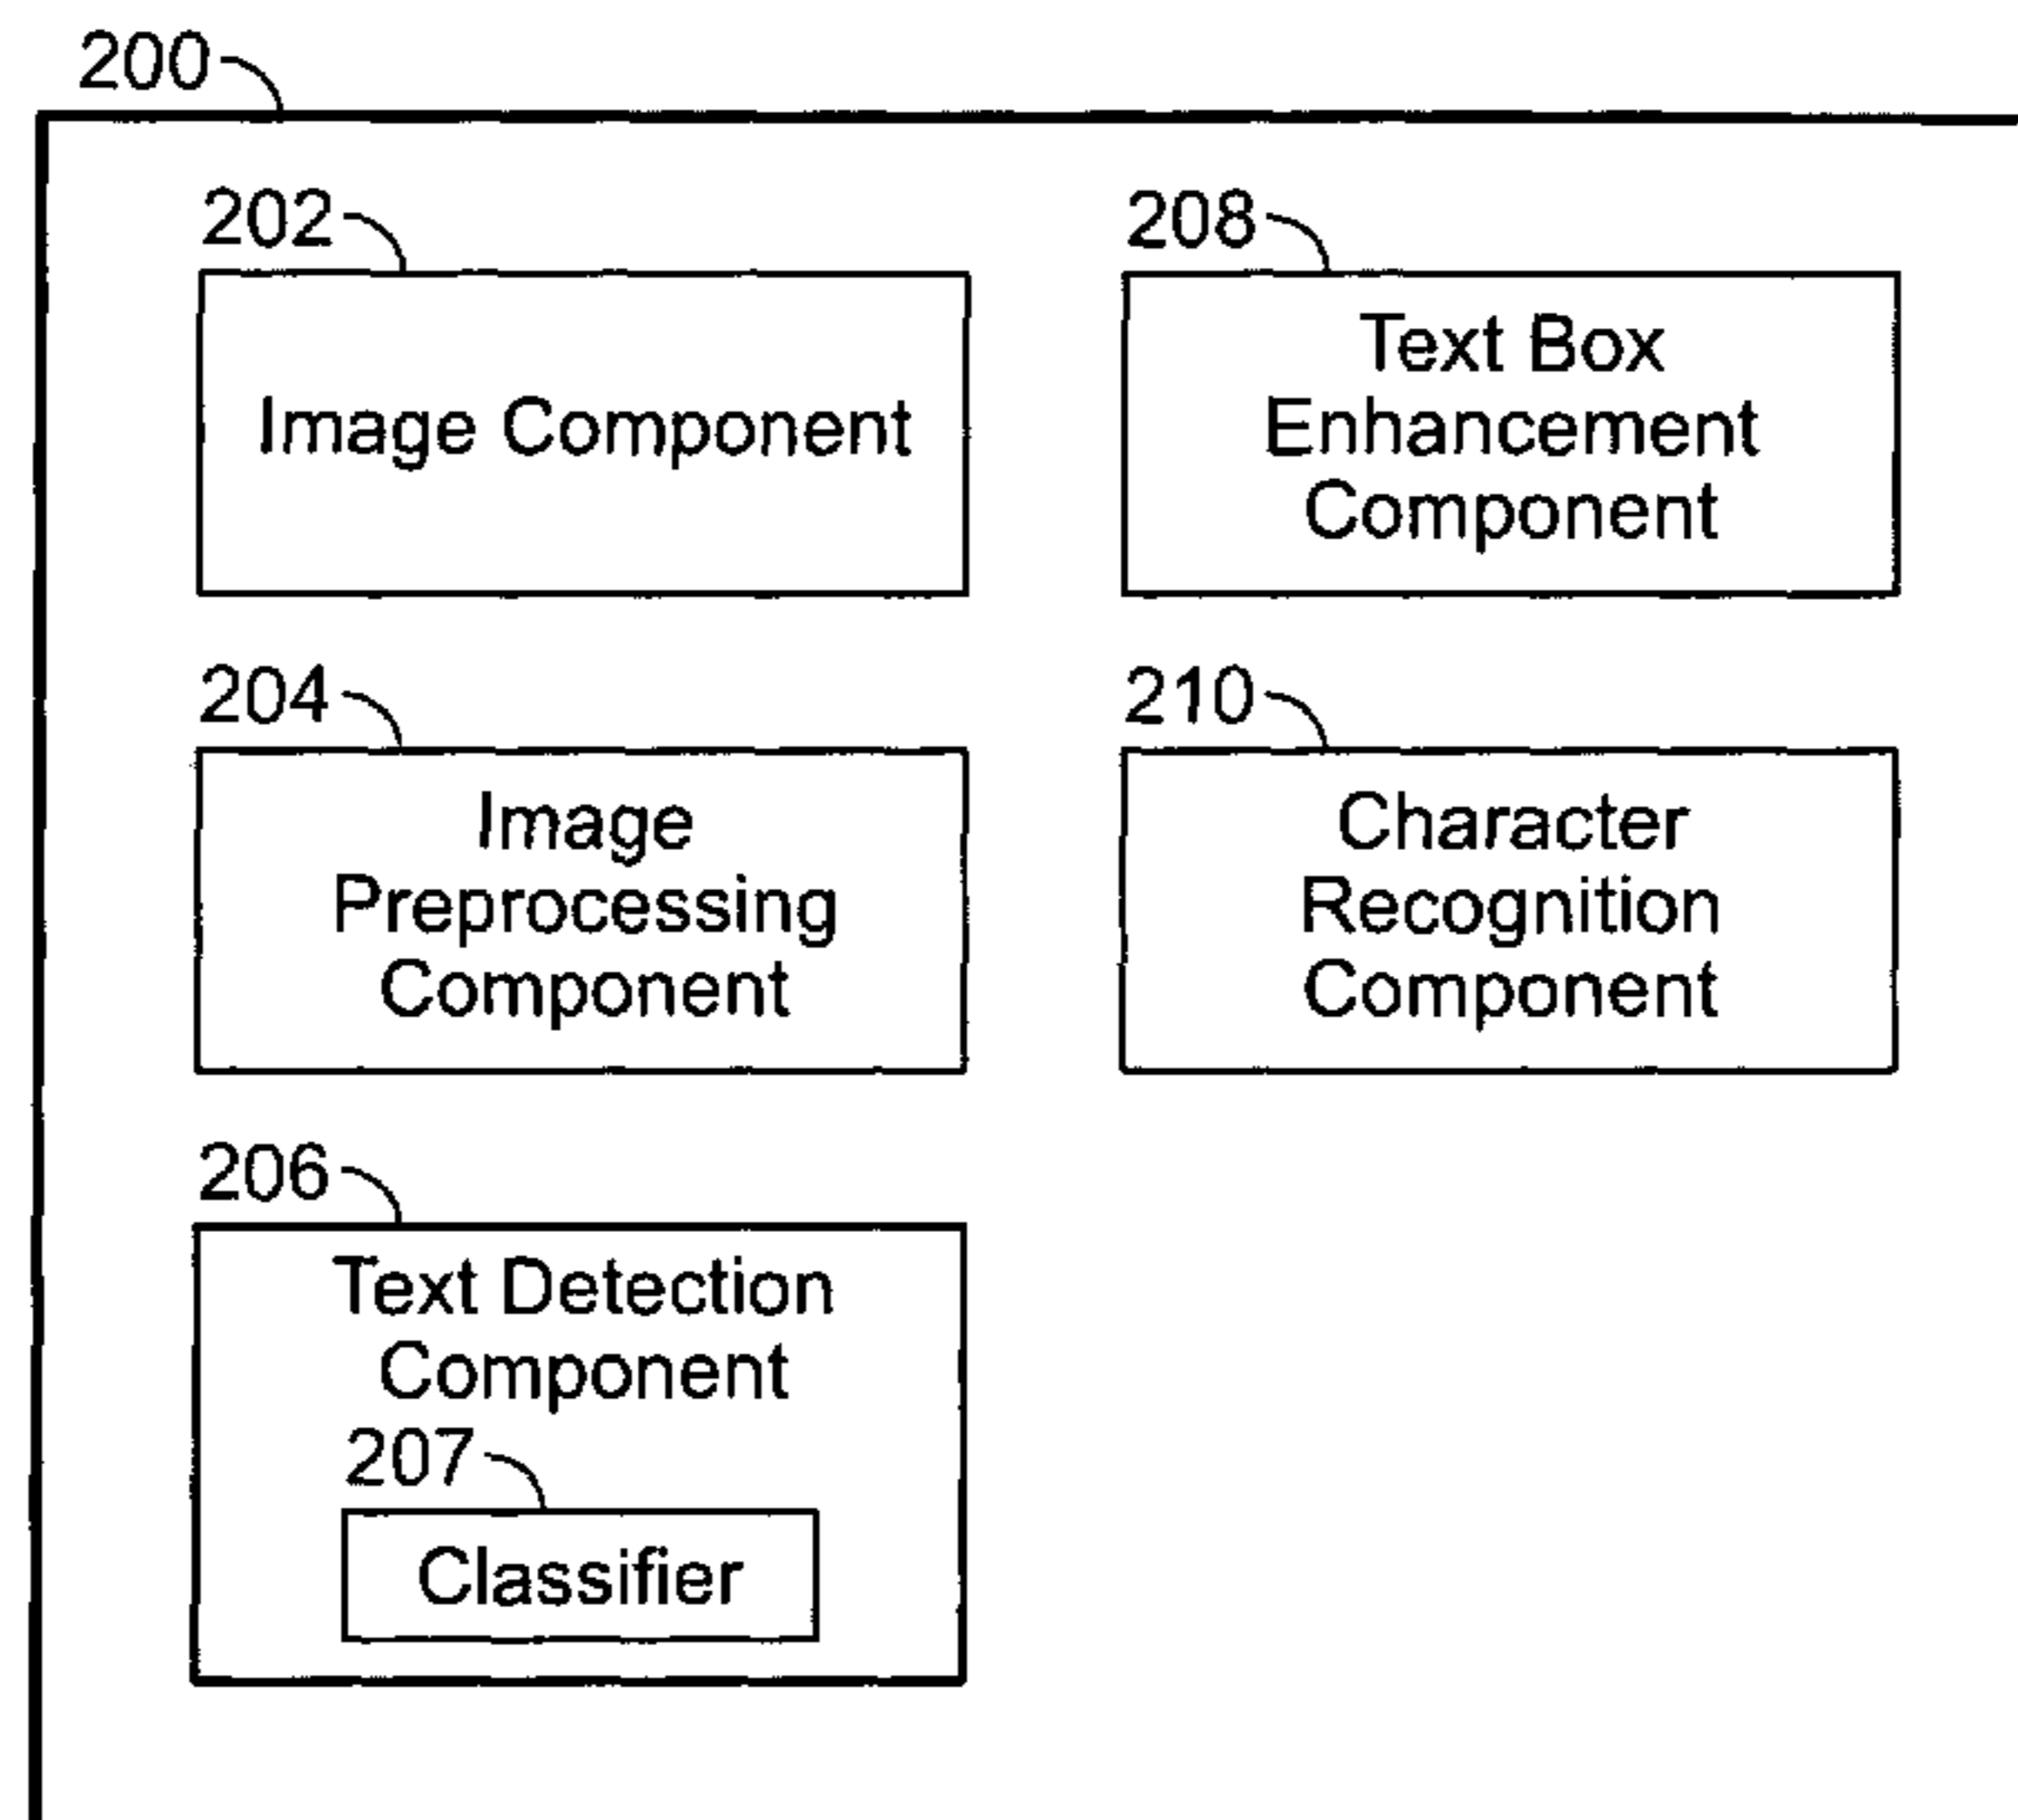 200
202
Image Component
204
Image
Preprocessing
Component
206
Text Detection
Component
207
Classifier
208
Text Box
Enhancement
Component
210
Character
Recognition
Component